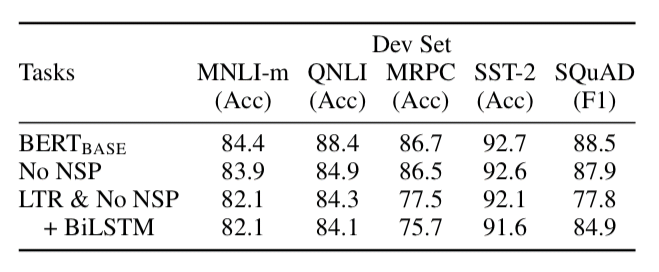 Dev Set
Tasks MNLI-m QNLI MRPC SST-2 SQuAD
(Acc) (Acc) (Acc) (Acc) (F1)
BERTBASE 84.4 88.4 86.7 92.7 88.5
No NSP 83.9 84.9 86.5 92.6 87.9
LTR & No NSP 82.1 84.3 77.5 92.1 77.8
+ BiLSTM 82.1 84.1 75.7 91.6 84.9